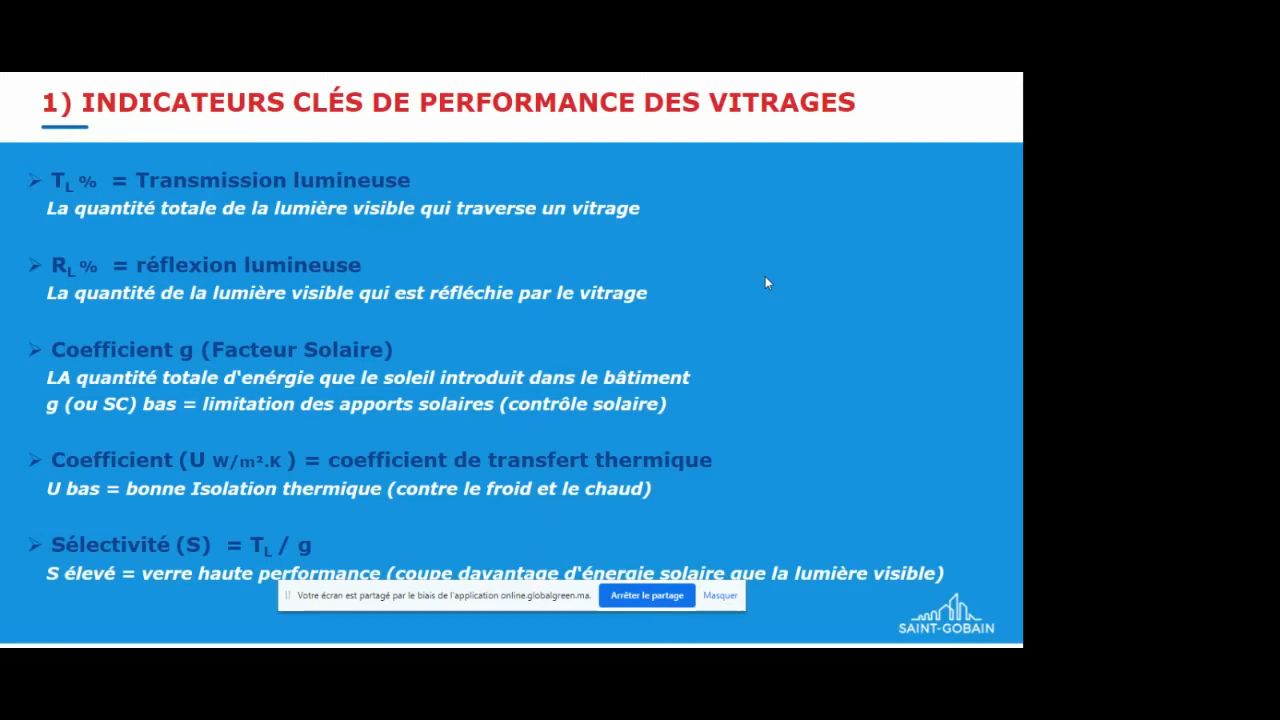 1) INDICATEURS CLÉS DE PERFORMANCE DES VITRAGES
➢ TL % = Transmission lumineuse
La quantité totale de la lumière visible qui traverse un vitrage
➢ RL % = réflexion lumineuse
La quantité de la lumière visible qui est réfléchie par le vitrage
➢ Coefficient g (Facteur Solaire)
LA quantité totale d'enérgie que le soleil introduit dans le bâtiment
g (ou SC) bas = limitation des apports solaires (contrôle solaire)
➢ Coefficient (U W/m².K ) = coefficient de transfert thermique
U bas = bonne Isolation thermique (contre le froid et le chaud)
➢ Sélectivité (S) = TL / g
S élevé = verre haute performance (coupe davantage d'énergie solaire que la lumière visible)
Votre écran est partagé par le biais de l'application online.globalgreen.ma. Arrêter le partage Masquer
SAINT-GOBAIN